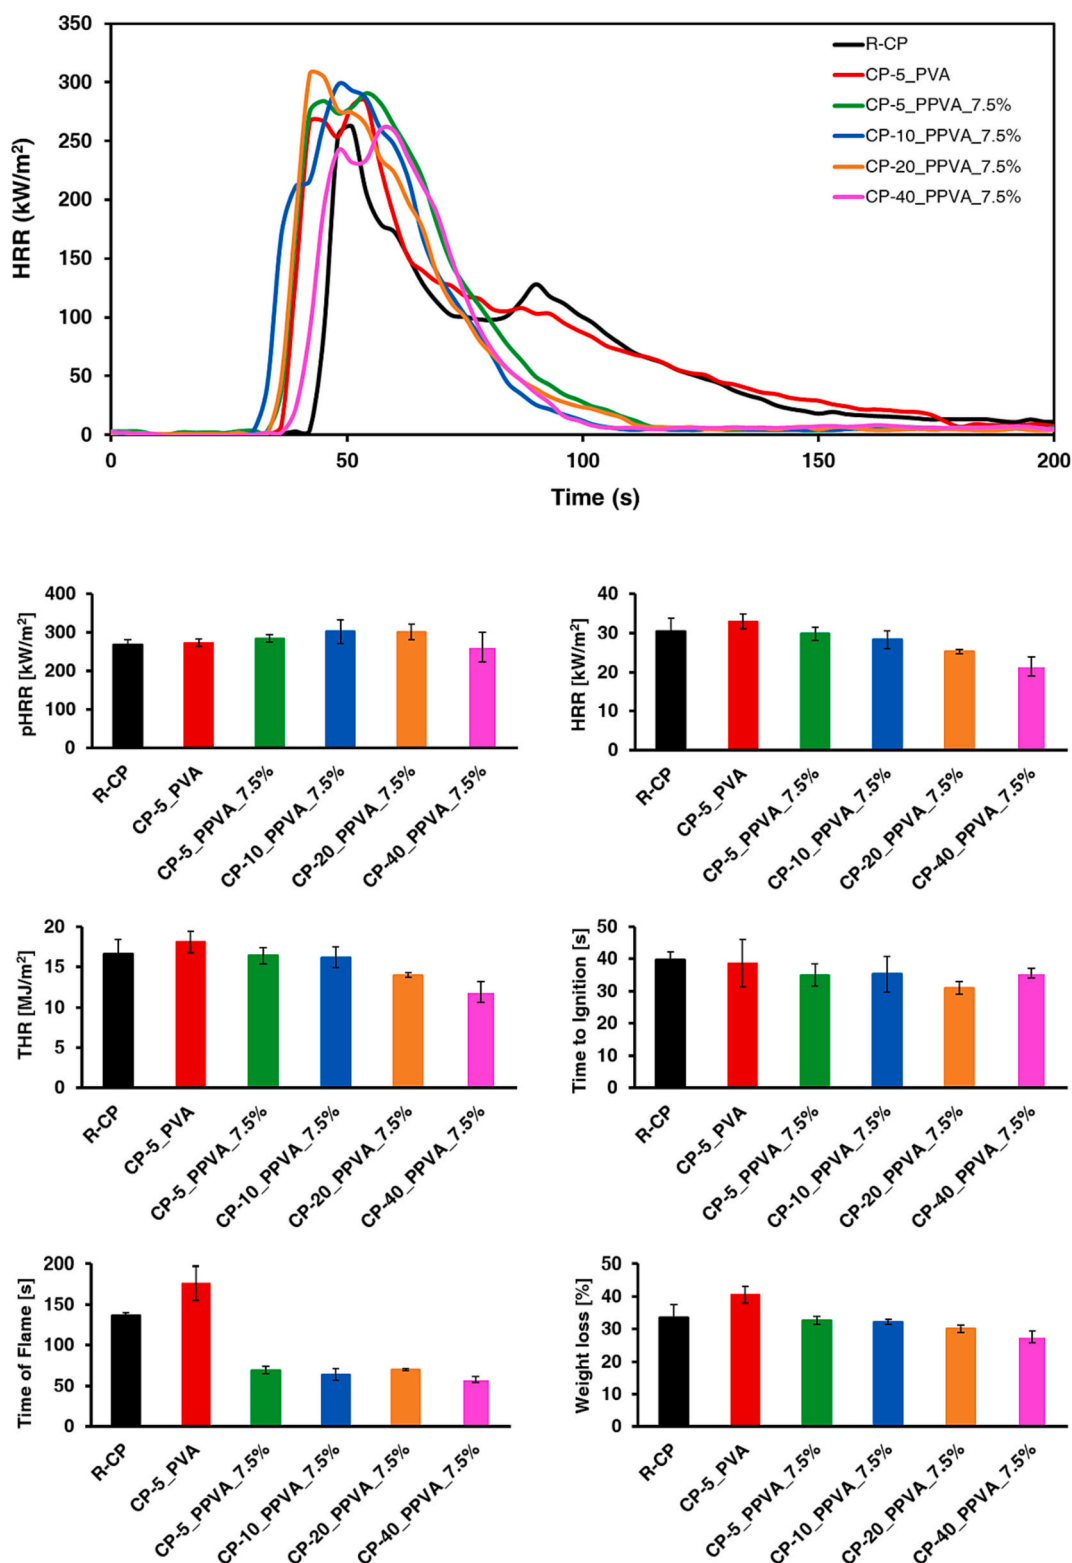 350
300
250
200
150
100
50
0
HRR (kW/m²)
R-CP
CP-5_PVA
CP-5_PPVA_7.5%
CP-10_PPVA_7.5%
CP-20_PPVA_7.5%
CP-40_PPVA_7.5%
0 50 100 150 200
Time (s)
400
300
200
100
0
pHRR [kW/m²]
R-CP
CP-5_PVA
CP-5_PPVA_7.5%
CP-10_PPVA_7.5%
CP-20_PPVA_7.5%
CP-40_PPVA_7.5%
40
30
20
10
0
HRR [kW/m²]
R-CP
CP-5_PVA
CP-5_PPVA_7.5%
CP-10_PPVA_7.5%
CP-20_PPVA_7.5%
CP-40_PPVA_7.5%
20
15
10
5
0
THR [MJ/m²]
R-CP
CP-5_PVA
CP-5_PPVA_7.5%
CP-10_PPVA_7.5%
CP-20_PPVA_7.5%
CP-40_PPVA_7.5%
50
40
30
20
10
0
Time to Ignition [s]
R-CP
CP-5_PVA
CP-5_PPVA_7.5%
CP-10_PPVA_7.5%
CP-20_PPVA_7.5%
CP-40_PPVA_7.5%
200
150
100
50
0
Time of Flame [s]
R-CP
CP-5_PVA
CP-5_PPVA_7.5%
CP-10_PPVA_7.5%
CP-20_PPVA_7.5%
CP-40_PPVA_7.5%
50
40
30
20
10
0
Weight loss [%]
R-CP
CP-5_PVA
CP-5_PPVA_7.5%
CP-10_PPVA_7.5%
CP-20_PPVA_7.5%
CP-40_PPVA_7.5%